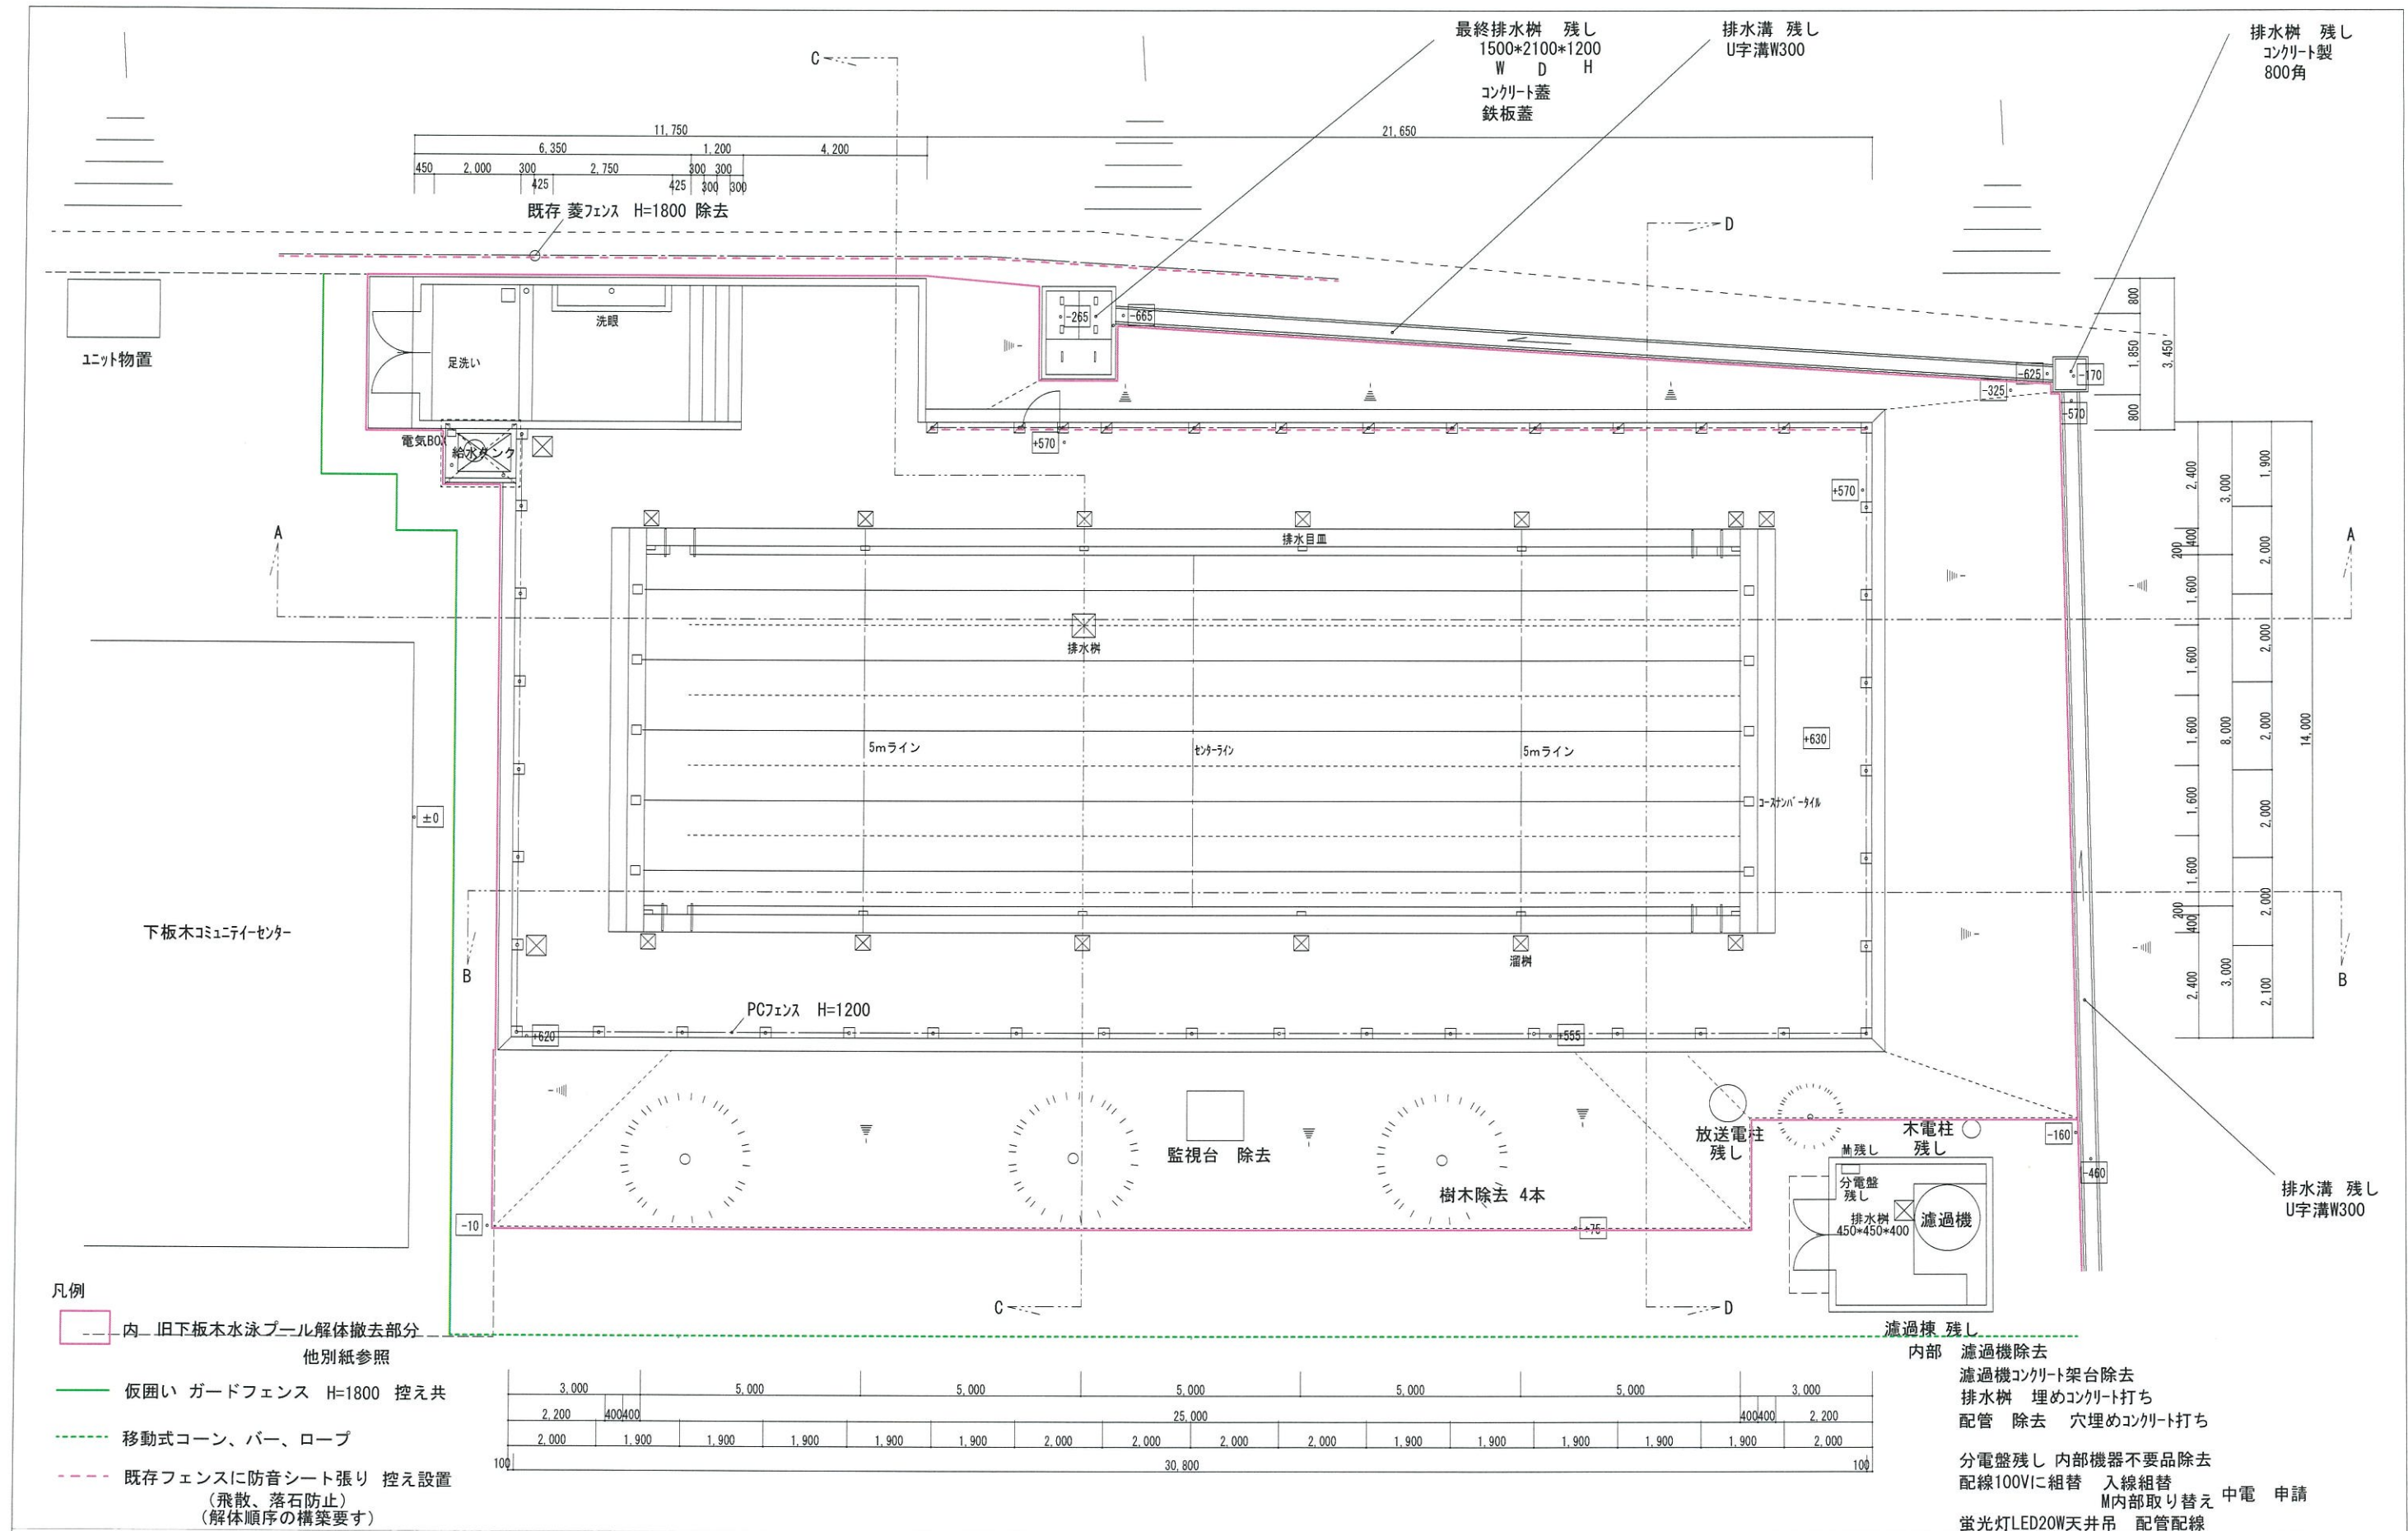 最終排水桝 残し
1500*2100*1200
W D H
コンクリート蓋
鉄板蓋
排水溝 残し
U字溝W300
排水桝 残し
コンクリート製
800角
C
11,750
21,650
6,350
1,200
4,200
450
2,000
300
2,750
300
300
425
425
300
300
既存 菱フェンス H=1800 除去
D
ユニット物置
洗眼
足洗い
電気BOX
給水タンク
-265
-665
-625
-170
-325
-570
+570
+570
800
1,850
3,450
800
A
A
排水目皿
排水桝
5mライン
センターライン
5mライン
+630
コースナンバータイル
±0
下板木コミュニテイーセンター
B
B
溜桝
PCフェンス H=1200
+620
+555
2,400
3,000
1,900
400
200
2,000
1,600
2,000
1,600
1,600
8,000
2,000
14,000
1,600
2,000
1,600
200
400
2,000
2,400
3,000
2,100
放送電柱
残し
木電柱
残し
-160
-460
監視台 除去
M残し
分電盤
残し
樹木除去 4本
排水桝
450*450*400
濾過機
排水溝 残し
U字溝W300
-10
+75
C
D
濾過棟 残し
内部 濾過機除去
濾過機コンクリート架台除去
排水桝 埋めコンクリート打ち
配管 除去 穴埋めコンクリート打ち
分電盤残し 内部機器不要品除去
配線100Vに組替 入線組替
M内部取り替え 中電 申請
蛍光灯LED20W天井吊 配管配線
凡例
内 旧下板木水泳プール解体撤去部分
他別紙参照
仮囲い ガードフェンス H=1800 控え共
移動式コーン、バー、ロープ
既存フェンスに防音シート張り 控え設置
(飛散、落石防止)
(解体順序の構築要す)
3,000
5,000
5,000
5,000
5,000
5,000
3,000
2,200
400
400
25,000
400
400
2,200
2,000
1,900
1,900
1,900
1,900
1,900
2,000
2,000
2,000
2,000
1,900
1,900
1,900
1,900
1,900
2,000
100
30,800
100